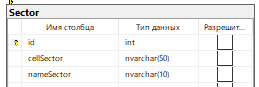 Sector
Имя столбца Тип данных Разрешит...
id int
cellSector nvarchar(50)
nameSector nvarchar(10)